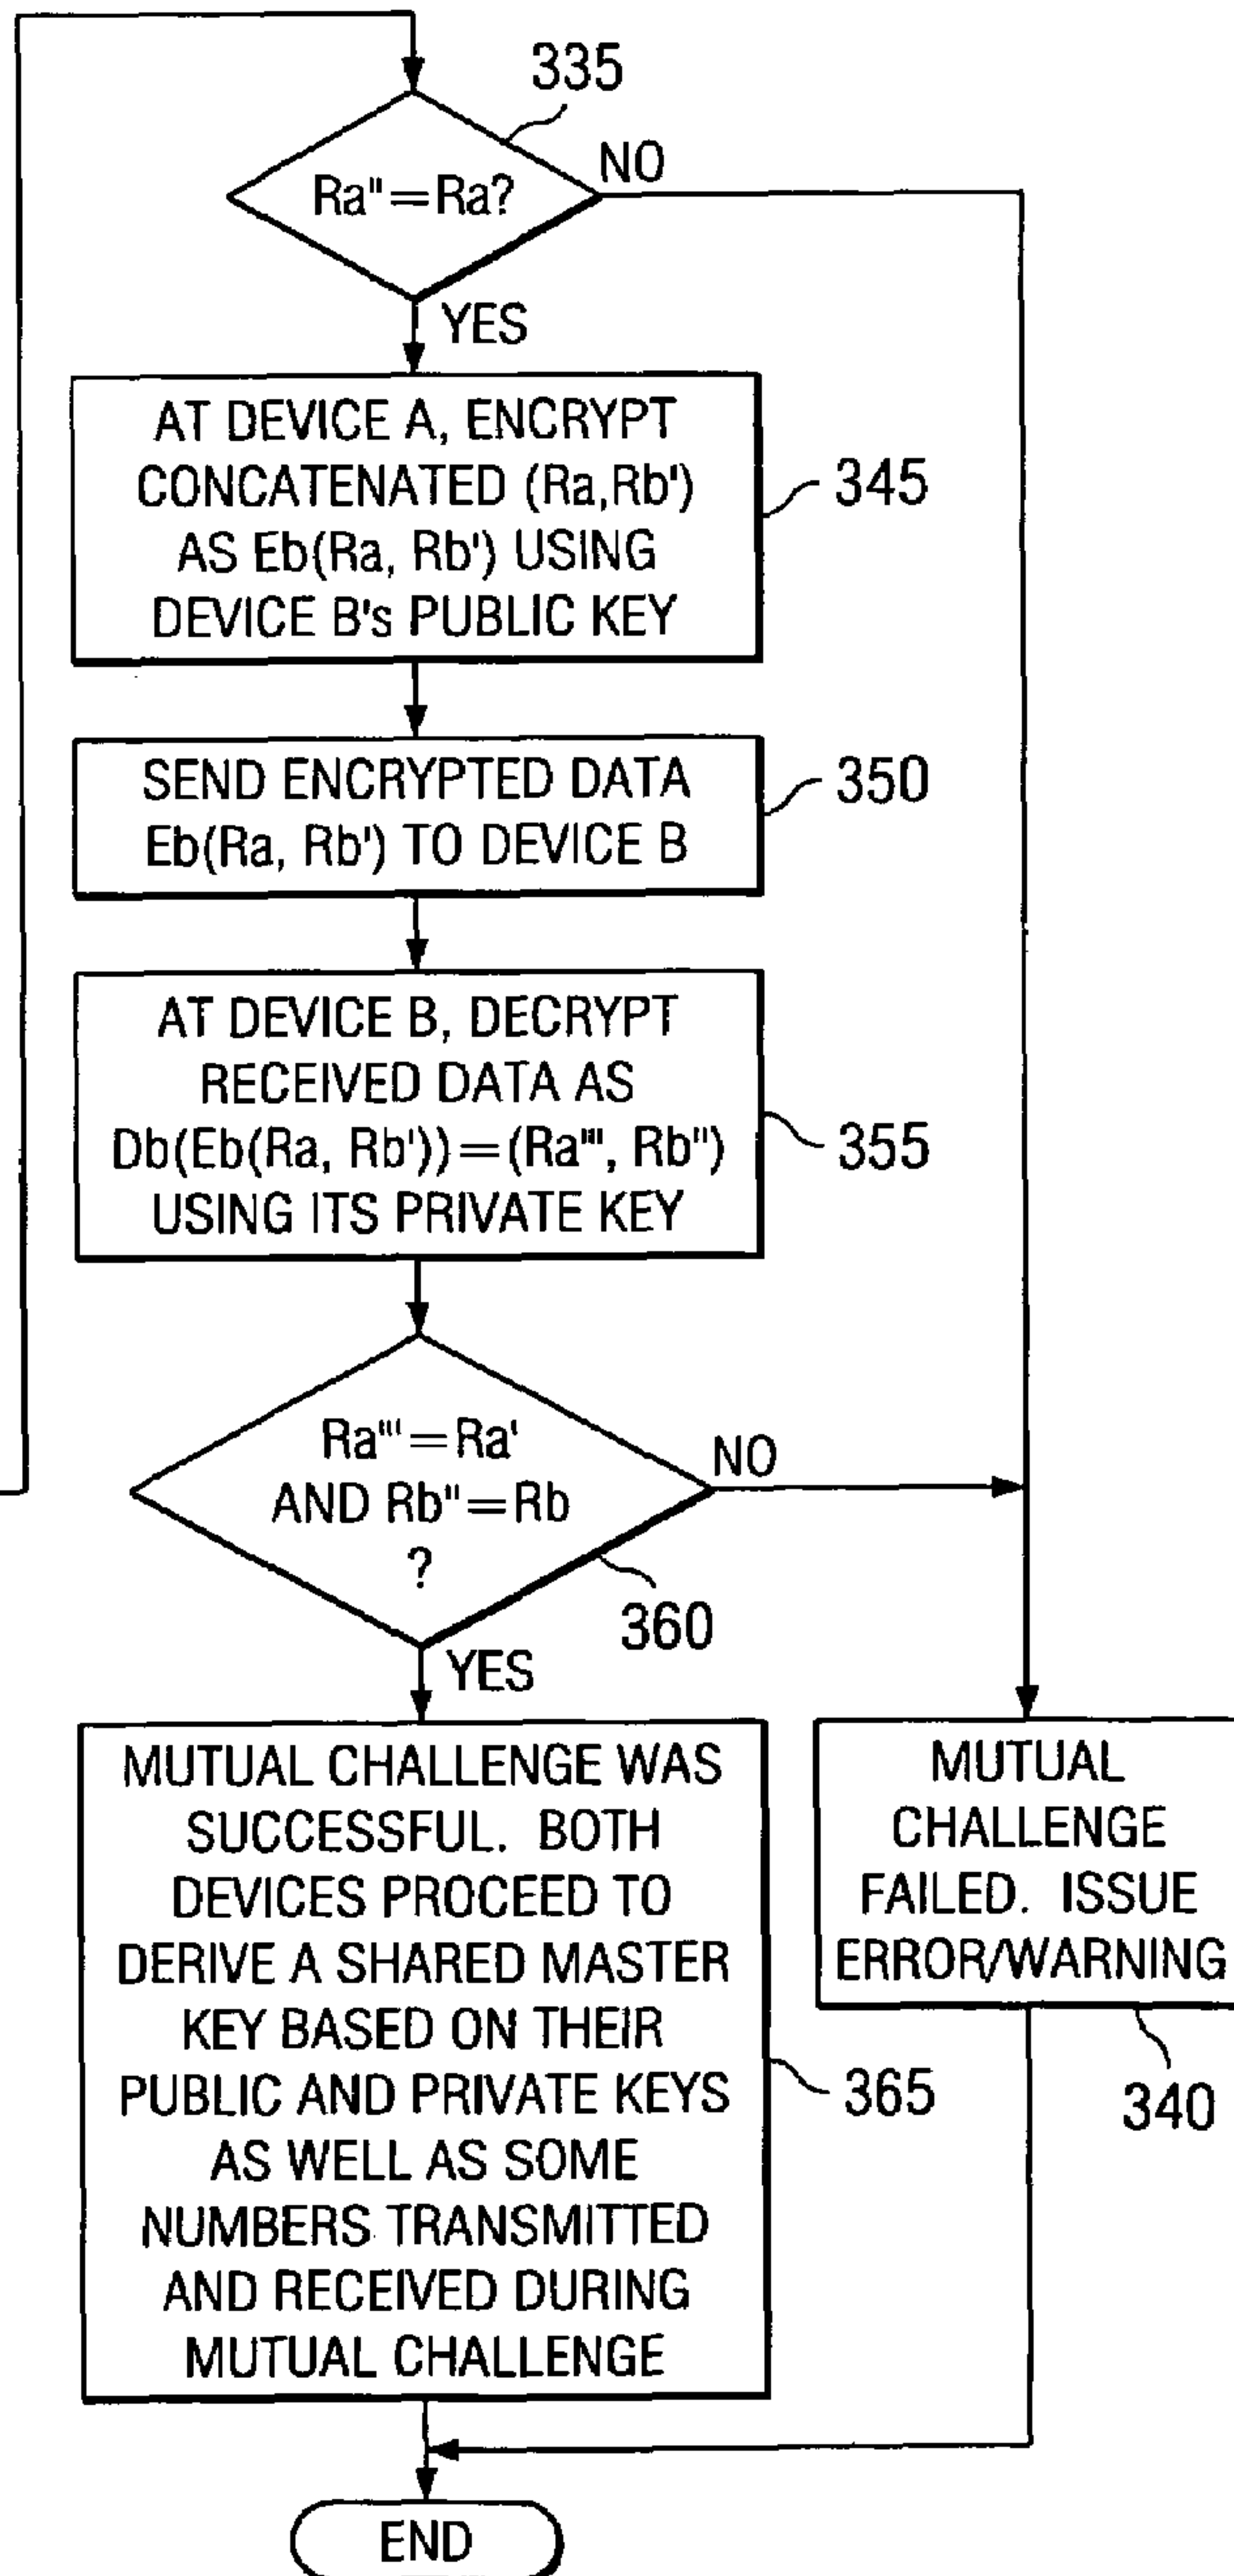 335
Ra"=Ra?
NO
YES
AT DEVICE A, ENCRYPT
CONCATENATED (Ra,Rb')
AS Eb(Ra, Rb') USING
DEVICE B's PUBLIC KEY
345
SEND ENCRYPTED DATA
Eb(Ra, Rb') TO DEVICE B
350
AT DEVICE B, DECRYPT
RECEIVED DATA AS
Db(Eb(Ra, Rb'))=(Ra"', Rb")
USING ITS PRIVATE KEY
355
Ra"'=Ra'
AND Rb"=Rb
?
NO
360
YES
MUTUAL CHALLENGE WAS
SUCCESSFUL. BOTH
DEVICES PROCEED TO
DERIVE A SHARED MASTER
KEY BASED ON THEIR
PUBLIC AND PRIVATE KEYS
AS WELL AS SOME
NUMBERS TRANSMITTED
AND RECEIVED DURING
MUTUAL CHALLENGE
365
MUTUAL
CHALLENGE
FAILED. ISSUE
ERROR/WARNING
340
END